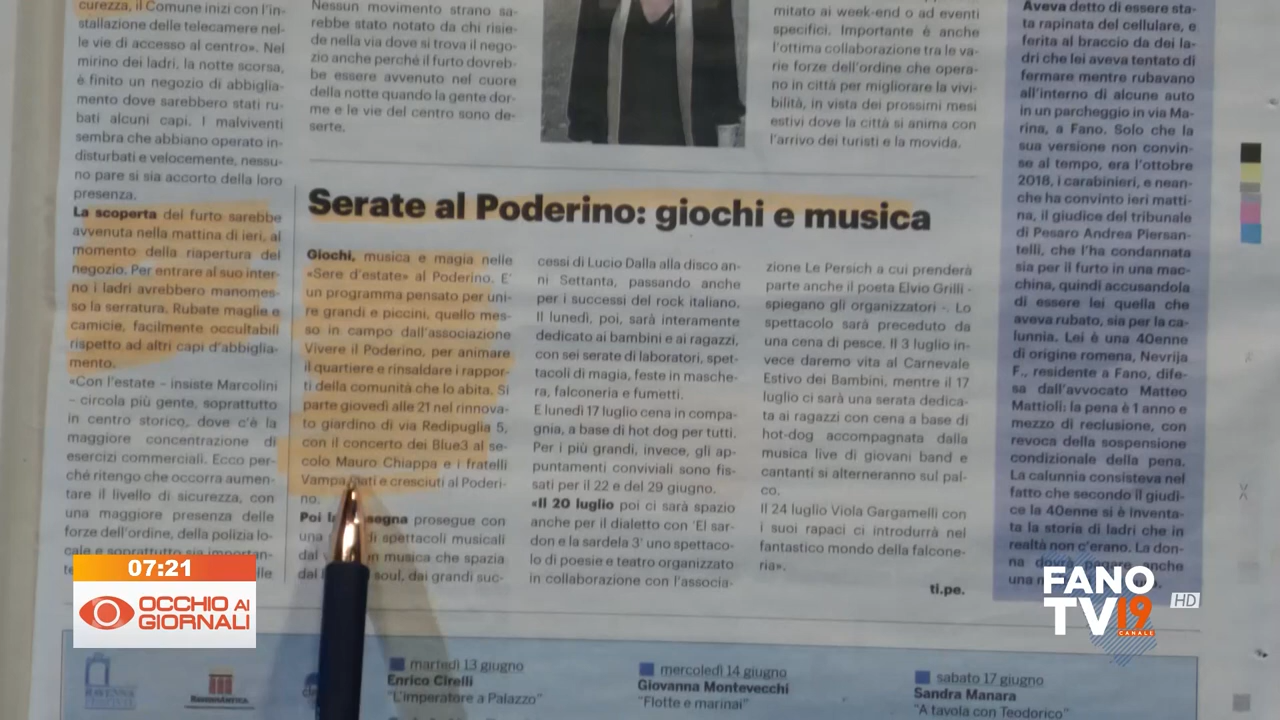 curezza, il Comune inizi con l'in-
stallazione delle telecamere nel-
le vie di accesso al centro». Nel
mirino dei ladri, la notte scorsa,
è finito un negozio di abbiglia-
mento dove sarebbero stati ru-
bati alcuni capi. I malviventi
sembra che abbiano operato in-
disturbati e velocemente, nessu-
no pare si sia accorto della loro
presenza.
La scoperta del furto sarebbe
avvenuta nella mattina di ieri, al
momento della riapertura del
negozio. Per entrare al suo inter-
no i ladri avrebbero manomes-
so la serratura. Rubate maglie e
camicie, facilmente occultabili
rispetto ad altri capi d'abbiglia-
mento.
«Con l'estate – insiste Marcolini
– circola più gente, soprattutto
in centro storico, dove c'è la
maggiore concentrazione di
esercizi commerciali. Ecco per-
ché ritengo che occorra aumen-
tare il livello di sicurezza, con
una maggiore presenza delle
forze dell'ordine, della polizia lo-
cale e soprattutto sia importan-
Nessun movimento strano sa-
rebbe stato notato da chi risie-
de nella via dove si trova il nego-
zio anche perché il furto dovreb-
be essere avvenuto nel cuore
della notte quando la gente dor-
me e le vie del centro sono de-
serte.
mitato ai week-end o ad eventi
specifici. Importante è anche
l'ottima collaborazione tra le va-
rie forze dell'ordine che opera-
no in città per migliorare la vivi-
bilità, in vista dei prossimi mesi
estivi dove la città si anima con
l'arrivo dei turisti e la movida.
Serate al Poderino: giochi e musica
Giochi, musica e magia nelle
«Sere d'estate» al Poderino. E'
un programma pensato per uni-
re grandi e piccini, quello mes-
so in campo dall'associazione
Vivere il Poderino, per animare
il quartiere e rinsaldare i rappor-
ti della comunità che lo abita. Si
parte giovedì alle 21 nel rinnova-
to giardino di via Redipuglia 5,
con il concerto dei Blue3 al se-
colo Mauro Chiappa e i fratelli
Vampa nati e cresciuti al Poderi-
no.
Poi la prosegue con
una di spettacoli musicali
dal musica che spazia
dal soul, dai grandi suc-
cessi di Lucio Dalla alla disco an-
ni Settanta, passando anche
per i successi del rock italiano.
Il lunedì, poi, sarà interamente
dedicato ai bambini e ai ragazzi,
con sei serate di laboratori, spet-
tacoli di magia, feste in masche-
ra, falconeria e fumetti.
E lunedì 17 luglio cena in compa-
gnia, a base di hot dog per tutti.
Per i più grandi, invece, gli ap-
puntamenti conviviali sono fis-
sati per il 22 e del 29 giugno.
«Il 20 luglio poi ci sarà spazio
anche per il dialetto con 'El sar-
don e la sardela 3' uno spettaco-
lo di poesie e teatro organizzato
in collaborazione con l'associa-
zione Le Persich a cui prenderà
parte anche il poeta Elvio Grilli -
spiegano gli organizzatori -. Lo
spettacolo sarà preceduto da
una cena di pesce. Il 3 luglio in-
vece daremo vita al Carnevale
Estivo dei Bambini, mentre il 17
luglio ci sarà una serata dedica-
ta ai ragazzi con cena a base di
hot-dog accompagnata dalla
musica live di giovani band e
cantanti si alterneranno sul pal-
co.
Il 24 luglio Viola Gargamelli con
i suoi rapaci ci introdurrà nel
fantastico mondo della falcone-
ria».
ti.pe.
Aveva detto di essere sta-
ta rapinata del cellulare, e
ferita al braccio da dei la-
dri che lei aveva tentato di
fermare mentre rubavano
all'interno di alcune auto
in un parcheggio in via Ma-
rina, a Fano. Solo che la
sua versione non convin-
se al tempo, era l'ottobre
2018, i carabinieri, e nean-
che ha convinto ieri matti-
na, il giudice del tribunale
di Pesaro Andrea Piersan-
telli, che l'ha condannata
sia per il furto in una mac-
china, quindi accusandola
di essere lei quella che
aveva rubato, sia per la ca-
lunnia. Lei è una 40enne
di origine romena, Nevrija
F., residente a Fano, dife-
sa dall'avvocato Matteo
Mattioli: la pena è 1 anno e
mezzo di reclusione, con
revoca della sospensione
condizionale della pena.
La calunnia consisteva nel
fatto che secondo il giudi-
ce la 40enne si è inventa-
ta la storia di ladri che in
realtà non c'erano. La don-
na dovrà pagare anche
una
07:21
OCCHIO AI
GIORNALI
FANO
TV19
CANALE
HD
RAVENNA
FESTIVAL
martedì 13 giugno
Enrico Cirelli
"L'imperatore a Palazzo"
mercoledì 14 giugno
Giovanna Montevecchi
"Flotte e marinai"
sabato 17 giugno
Sandra Manara
"A tavola con Teodorico"